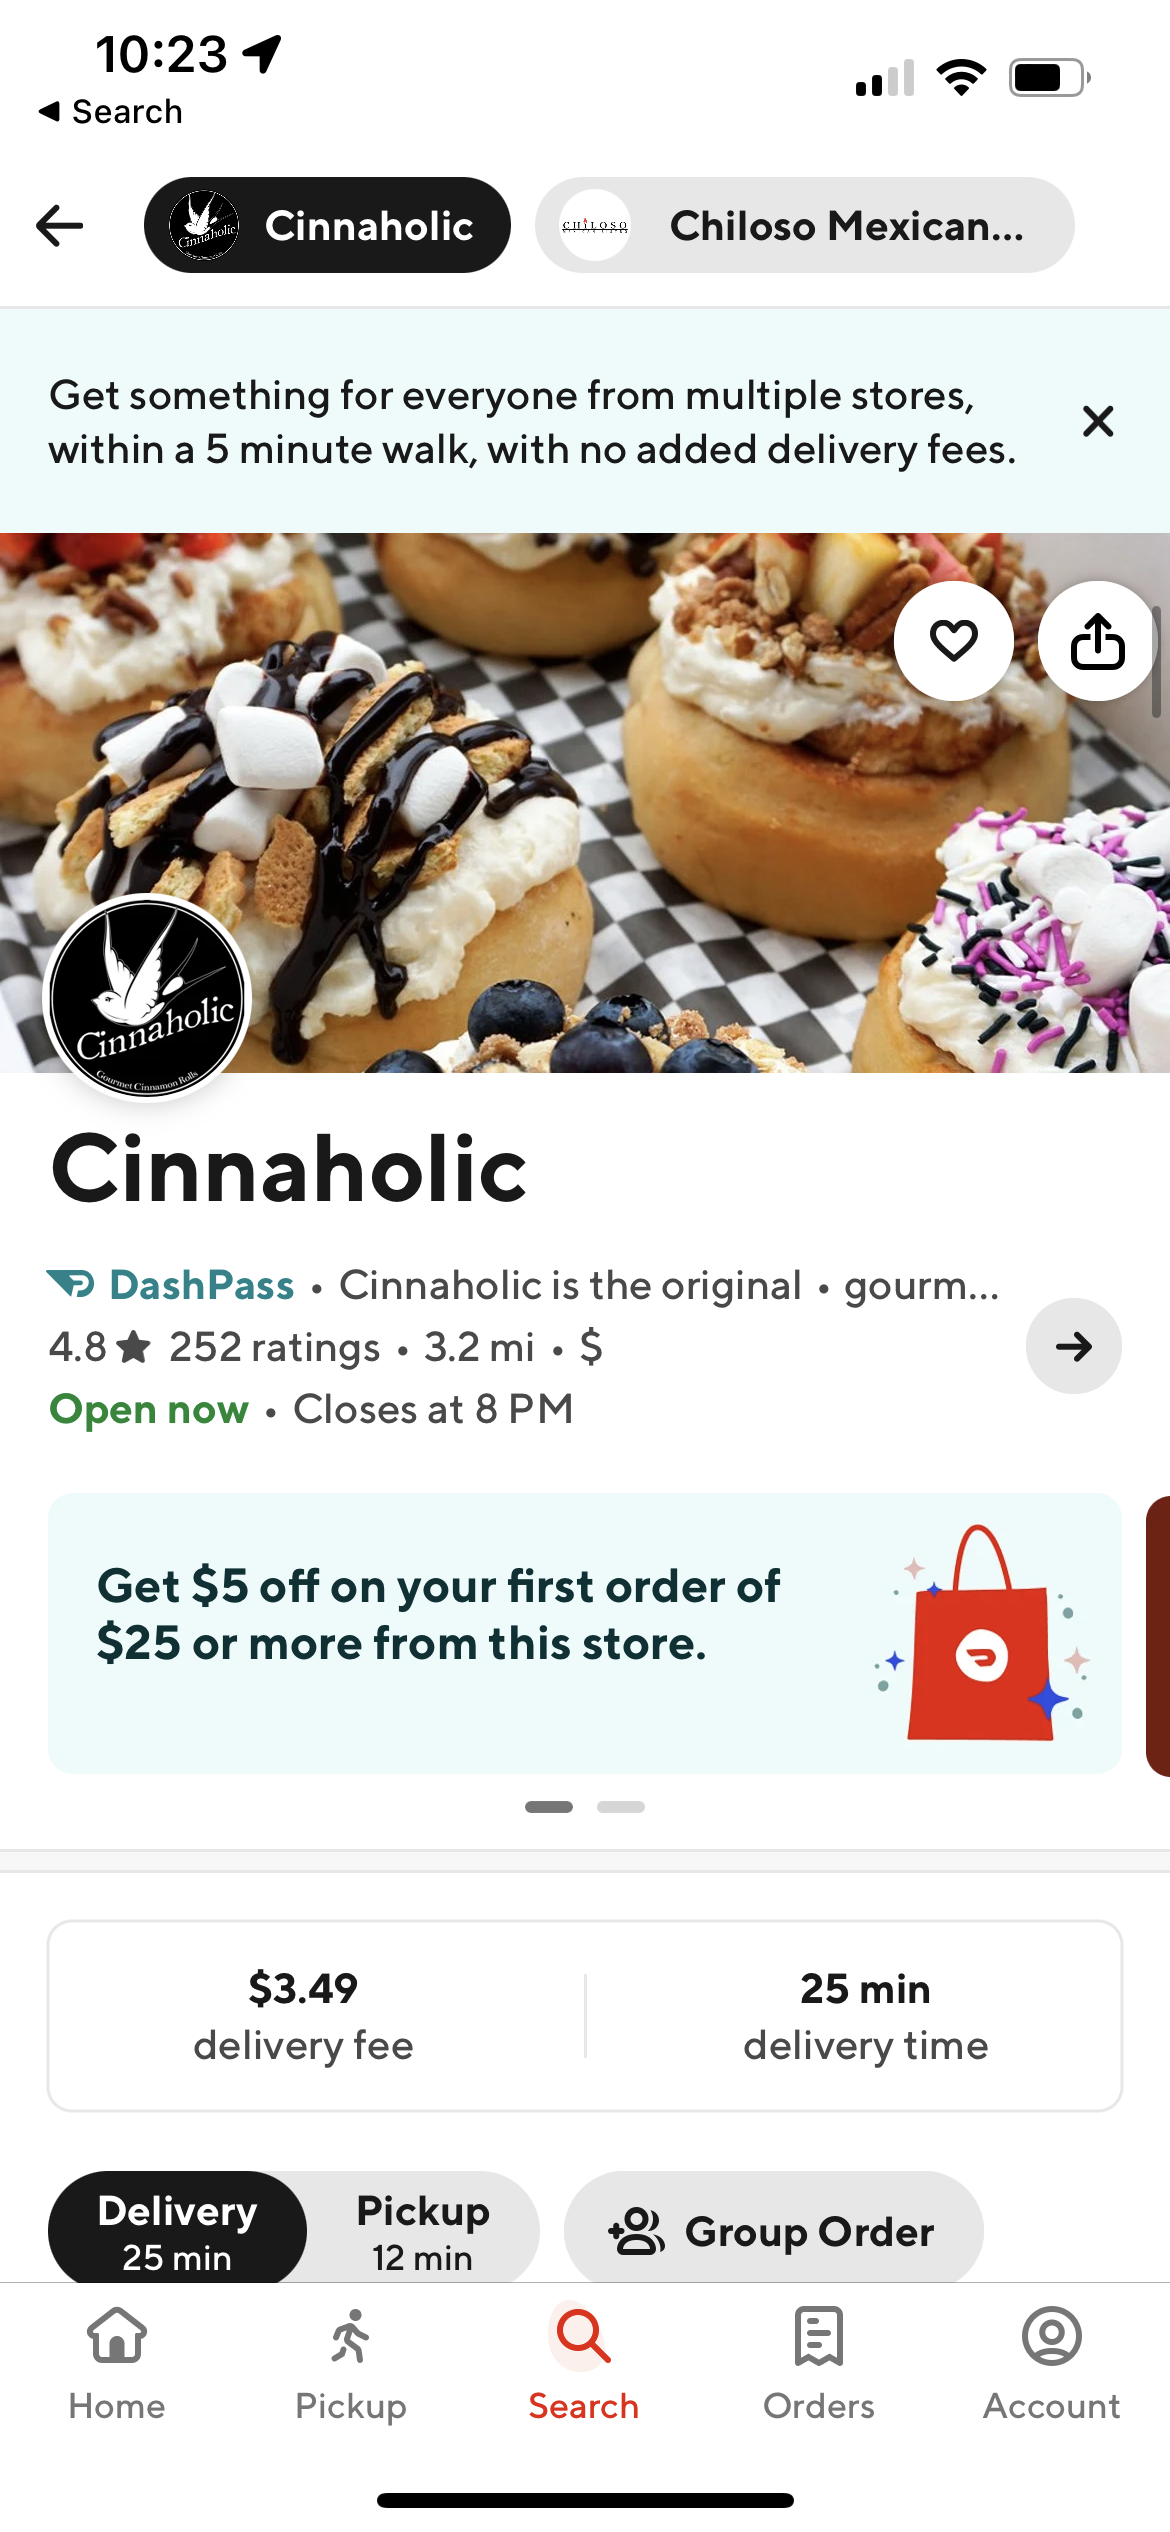 10:23
Search
Cinnaholic
Cinnaholic
CHILOSO
Chiloso Mexican...
Get something for everyone from multiple stores,
within a 5 minute walk, with no added delivery fees.
Cinnaholic
Gourmet Cinnamon Rolls
Cinnaholic
DashPass • Cinnaholic is the original • gourm...
4.8 ★ 252 ratings • 3.2 mi • $
Open now • Closes at 8 PM
Get $5 off on your first order of
$25 or more from this store.
$3.49
delivery fee
25 min
delivery time
Delivery
25 min
Pickup
12 min
Group Order
Home
Pickup
Search
Orders
Account